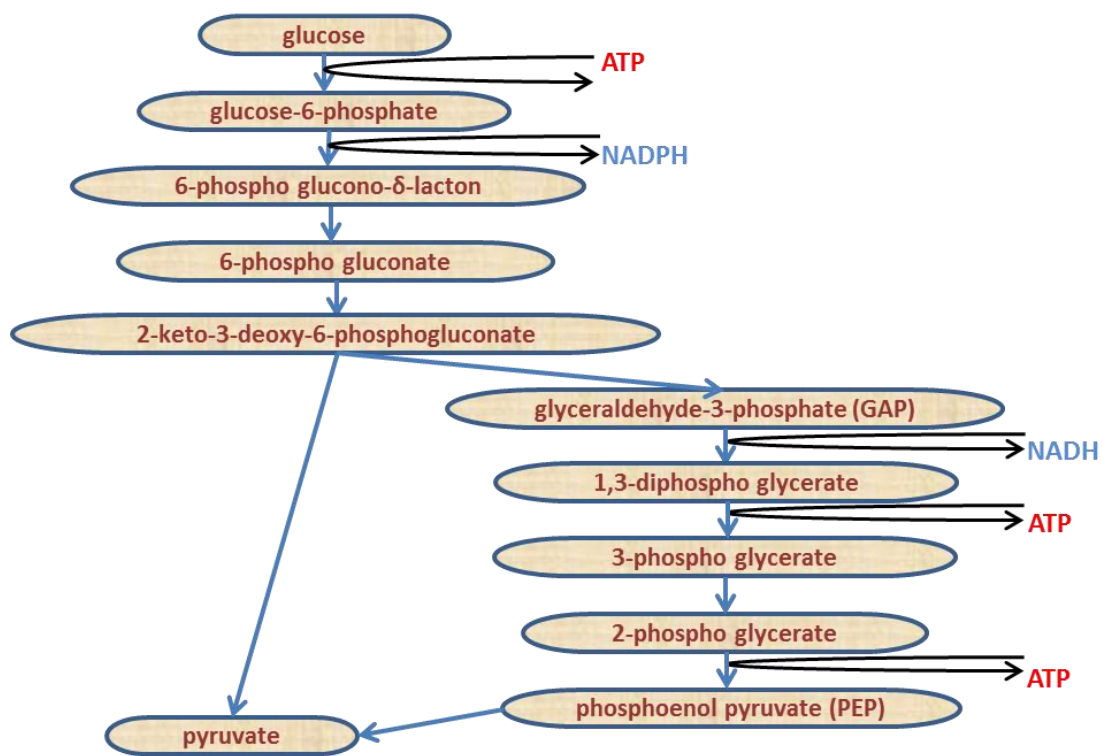 glucose
ATP
glucose-6-phosphate
NADPH
6-phospho glucono-δ-lacton
6-phospho gluconate
2-keto-3-deoxy-6-phosphogluconate
glyceraldehyde-3-phosphate (GAP)
NADH
1,3-diphospho glycerate
ATP
3-phospho glycerate
2-phospho glycerate
ATP
phosphoenol pyruvate (PEP)
pyruvate